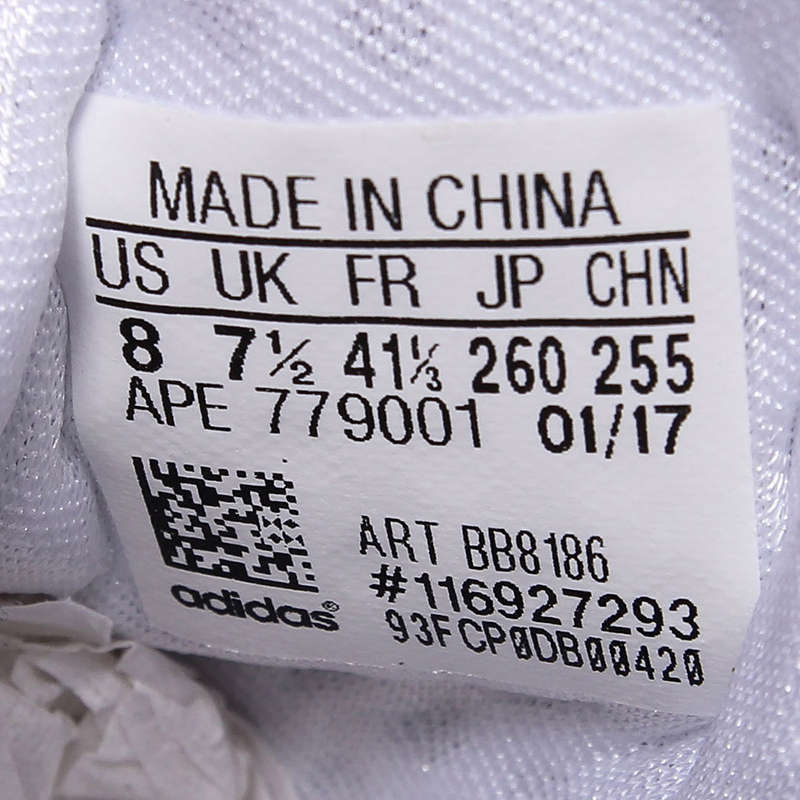 MADE IN CHINA
US UK FR JP CHN
8 7½ 41⅓ 260 255
APE 779001 01/17
ART BB8186
#116927293
adidas®
93FCP0DB00420